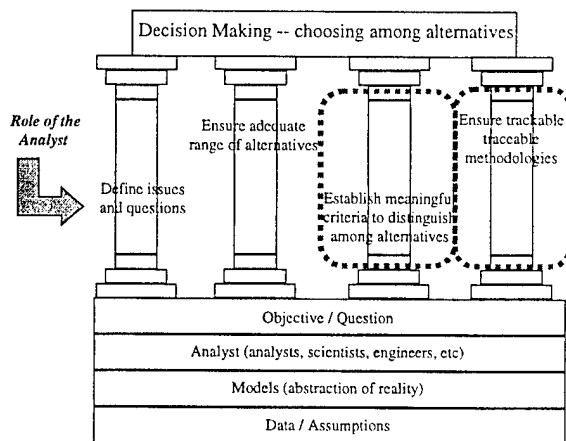 Decision Making -- choosing among alternatives
Role of the
Analyst
Define issues
and questions
Ensure adequate
range of alternatives
Establish meaningful
criteria to distinguish
among alternatives
Ensure trackable
traceable
methodologies
Objective / Question
Analyst (analysts, scientists, engineers, etc)
Models (abstraction of reality)
Data / Assumptions